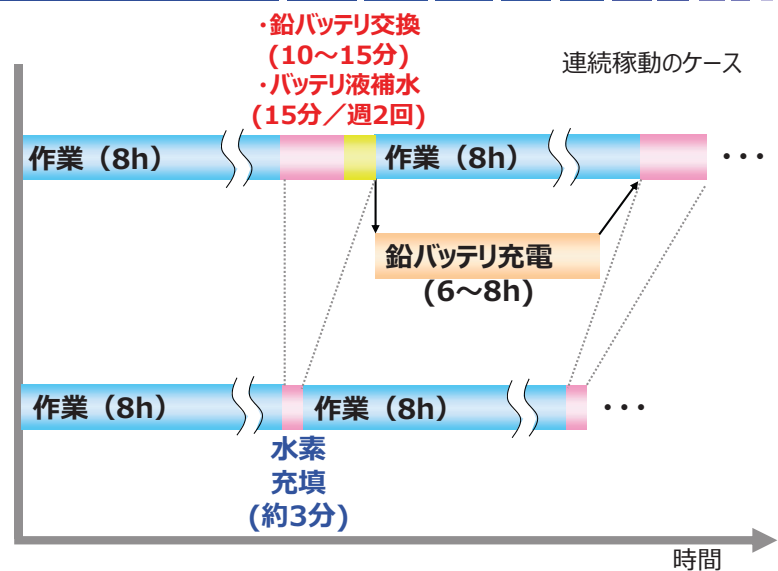 ・鉛バッテリ交換
(10～15分)
・バッテリ液補水
(15分／週2回)
連続稼動のケース
作業（8h）
作業（8h）
・・・
鉛バッテリ充電
(6～8h)
作業（8h）
作業（8h）
・・・
水素
充填
(約3分)
時間